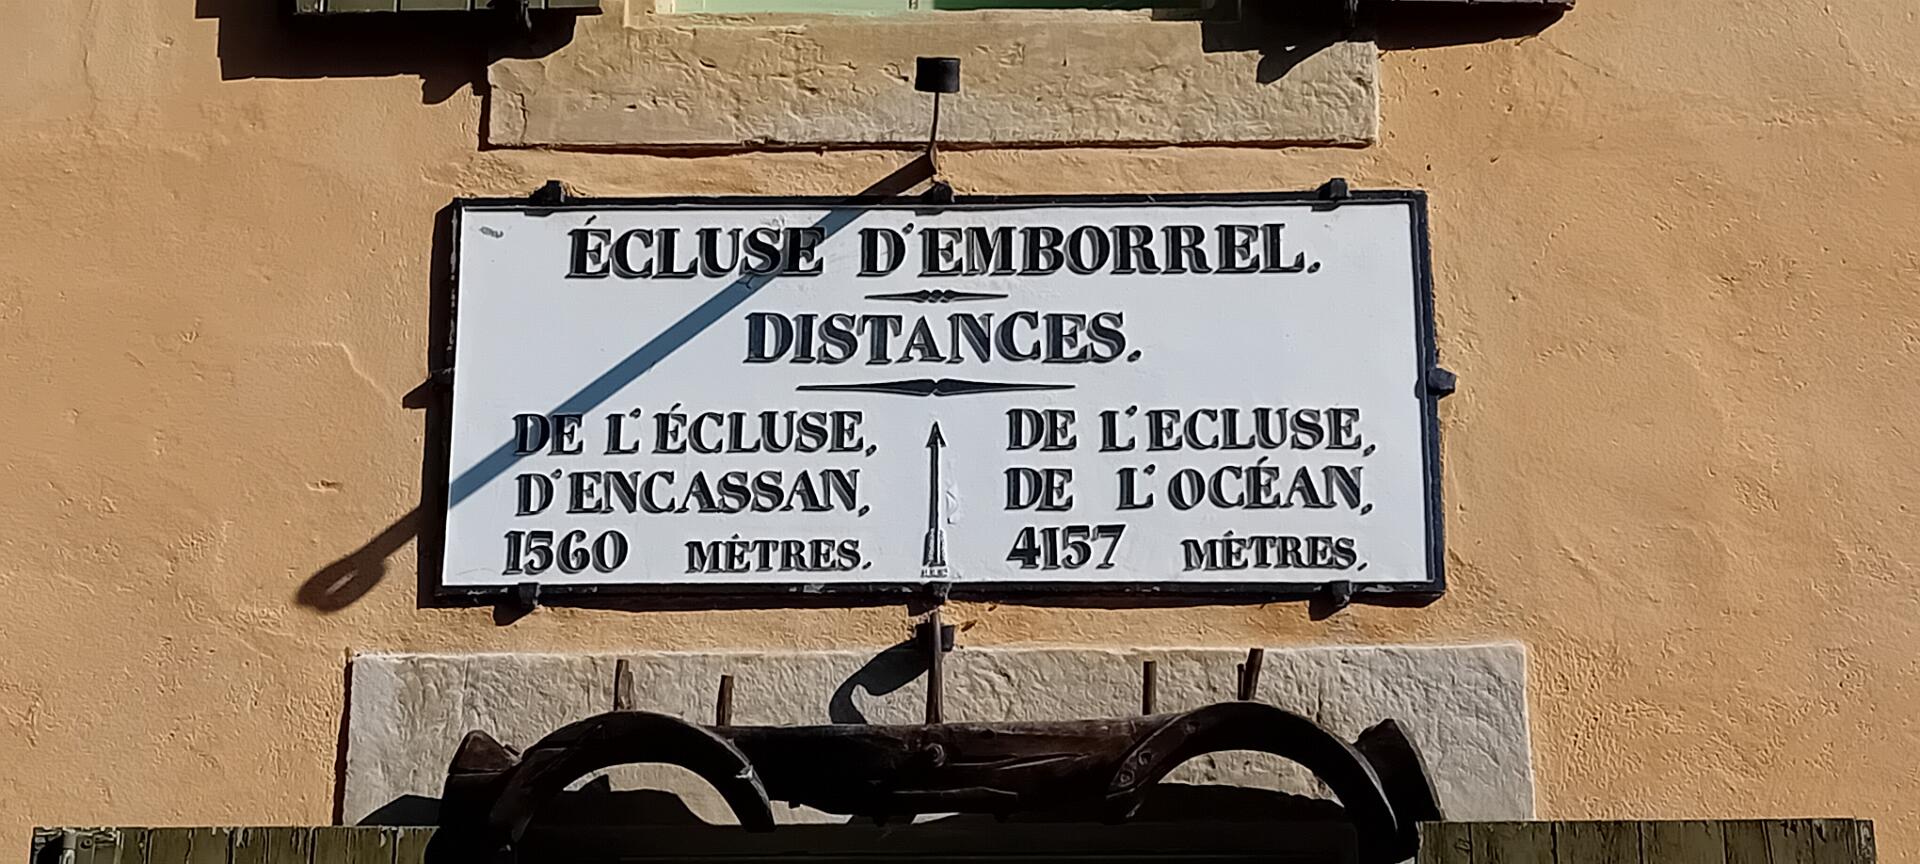 ÉCLUSE D'EMBORREL.
DISTANCES.
DE L'ÉCLUSE,
D'ENCASSAN,
1560 MÈTRES.
DE L'ECLUSE,
DE L'OCÉAN,
4157 MÈTRES.